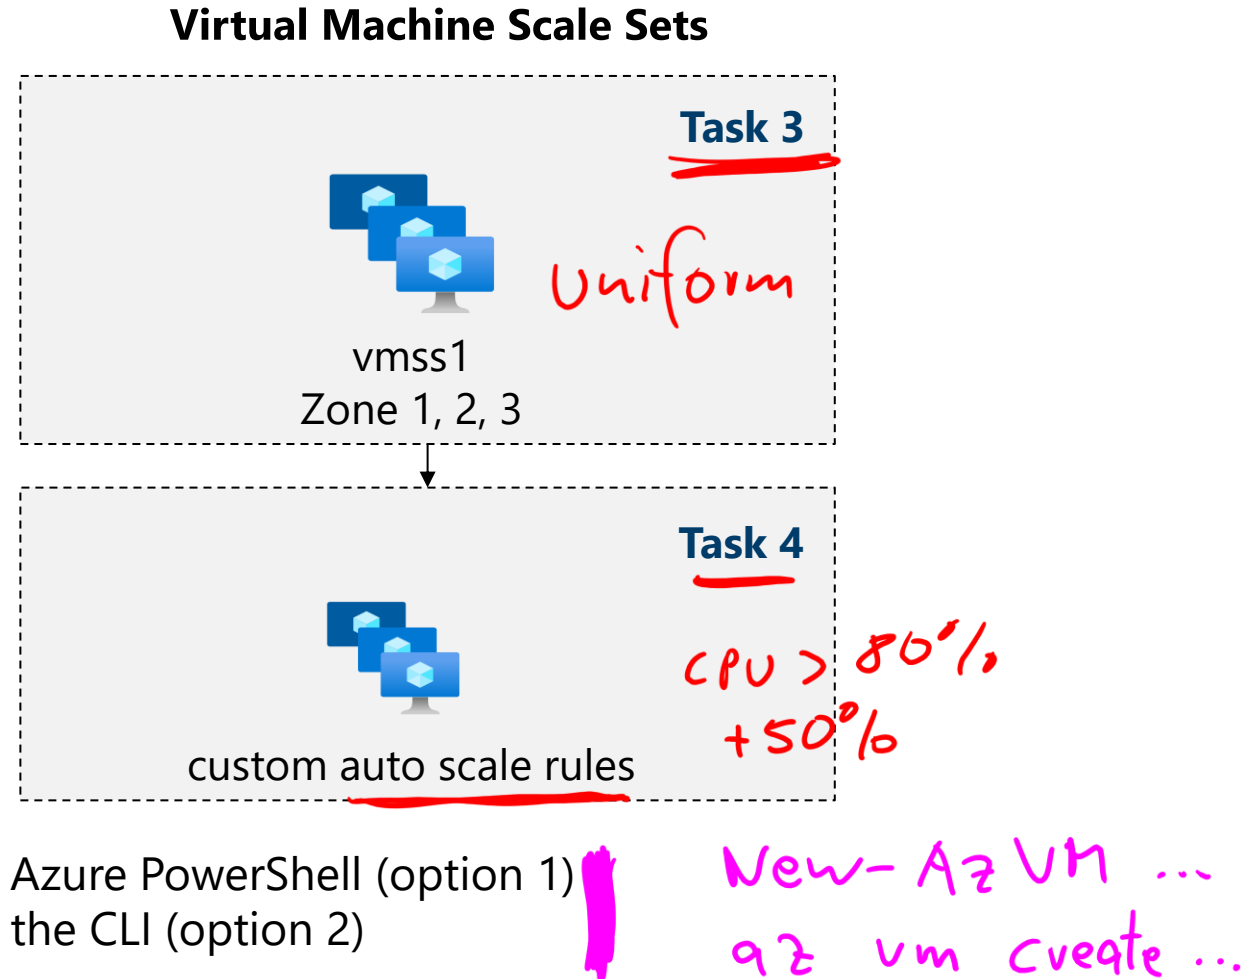 Virtual Machine Scale Sets
Task 3
uniform
vmss1
Zone 1, 2, 3
Task 4
CPU > 80%
+50%
custom auto scale rules
Azure PowerShell (option 1)
New-AzVM ...
the CLI (option 2)
az vm create ...